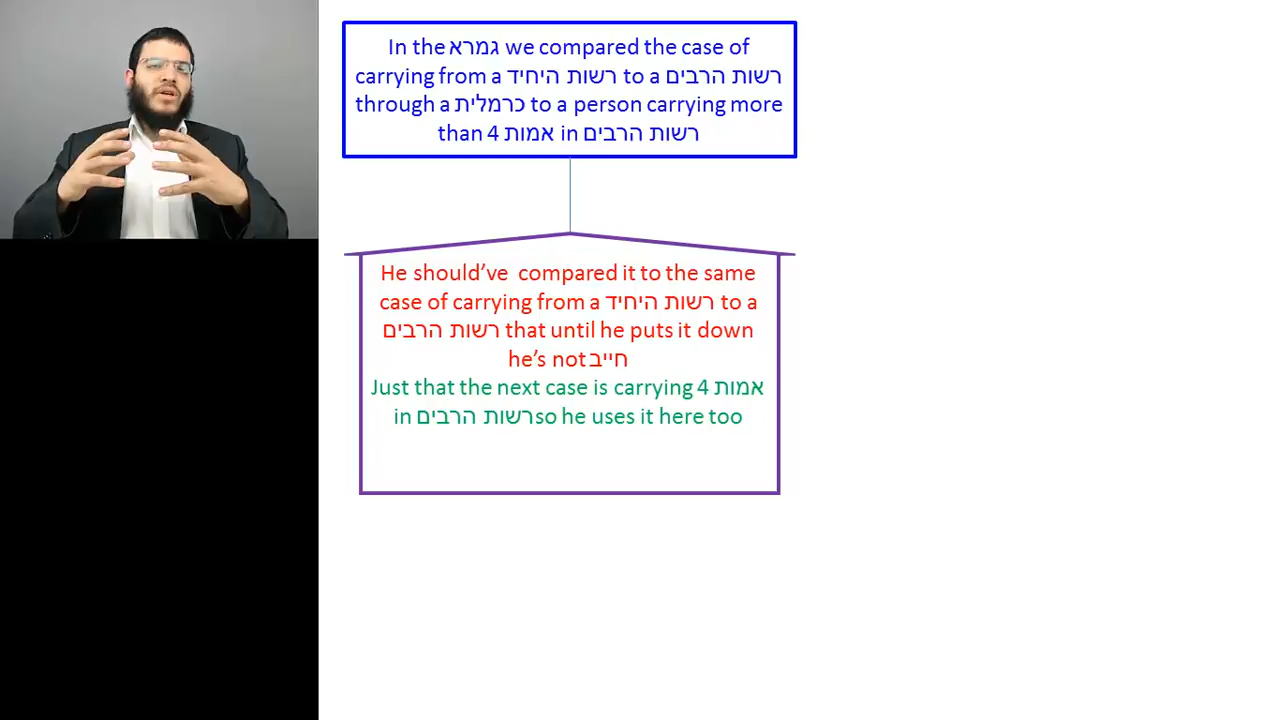 In the גמרא we compared the case of
carrying from a רשות היחיד to a רשות הרבים
through a כרמלית to a person carrying more
than 4 אמות in רשות הרבים
He should've compared it to the same
case of carrying from a רשות היחיד to a
רשות הרבים that until he puts it down
he's not חייב
Just that the next case is carrying 4 אמות
in רשות הרבים so he uses it here too